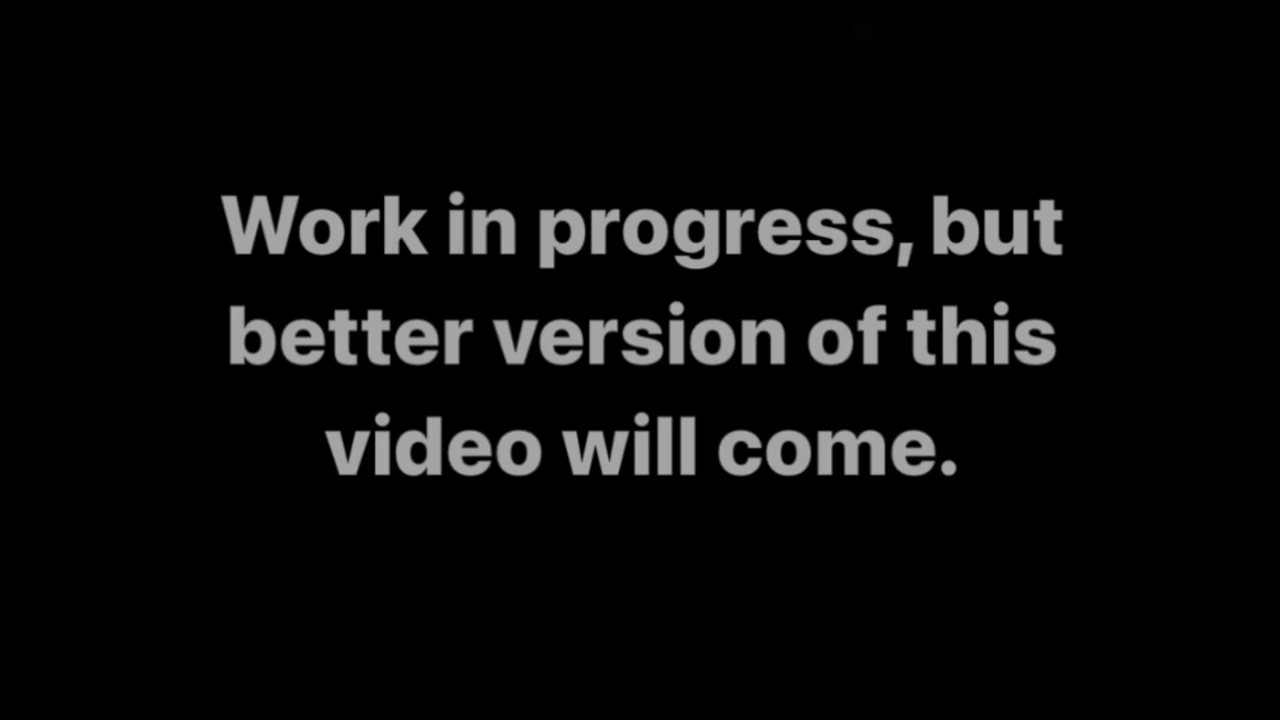 Work in progress, but
better version of this
video will come.